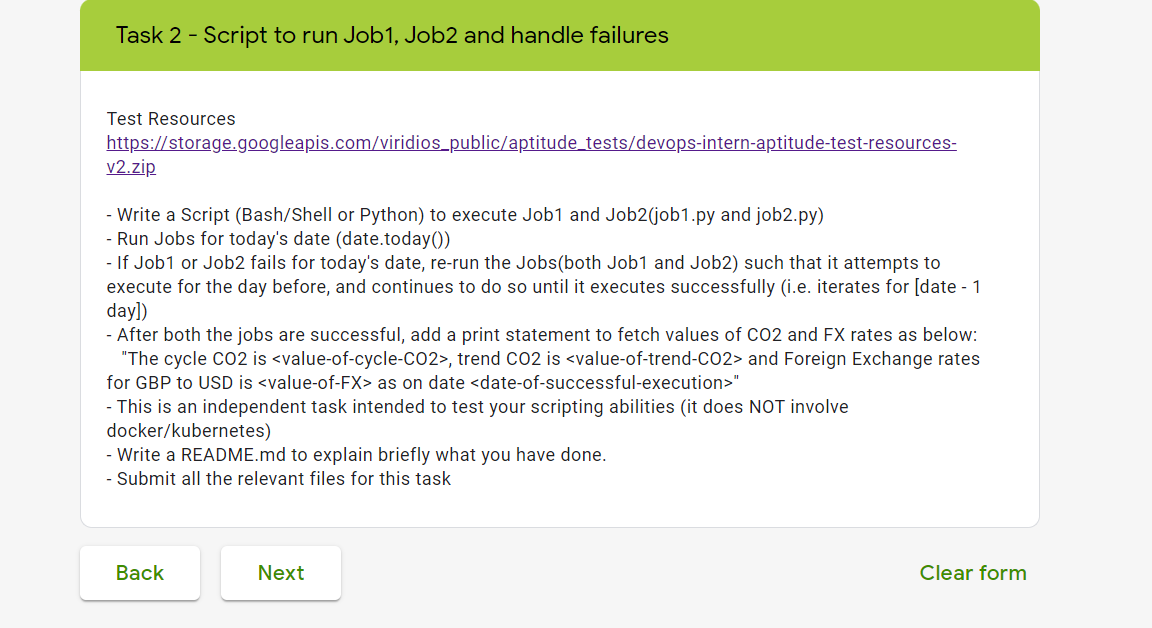 Task 2 - Script to run Job1, Job2 and handle failures
Test Resources
https://storage.googleapis.com/viridios_public/aptitude_tests/devops-intern-aptitude-test-resources-
v2.zip
- Write a Script (Bash/Shell or Python) to execute Job1 and Job2(job1.py and job2.py)
- Run Jobs for today's date (date.today())
- If Job1 or Job2 fails for today's date, re-run the Jobs(both Job1 and Job2) such that it attempts to
execute for the day before, and continues to do so until it executes successfully (i.e. iterates for [date - 1
day])
- After both the jobs are successful, add a print statement to fetch values of CO2 and FX rates as below:
"The cycle CO2 is <value-of-cycle-CO2>, trend CO2 is <value-of-trend-CO2> and Foreign Exchange rates
for GBP to USD is <value-of-FX> as on date <date-of-successful-execution>"
- This is an independent task intended to test your scripting abilities (it does NOT involve
docker/kubernetes)
- Write a README.md to explain briefly what you have done.
- Submit all the relevant files for this task
Back
Next
Clear form